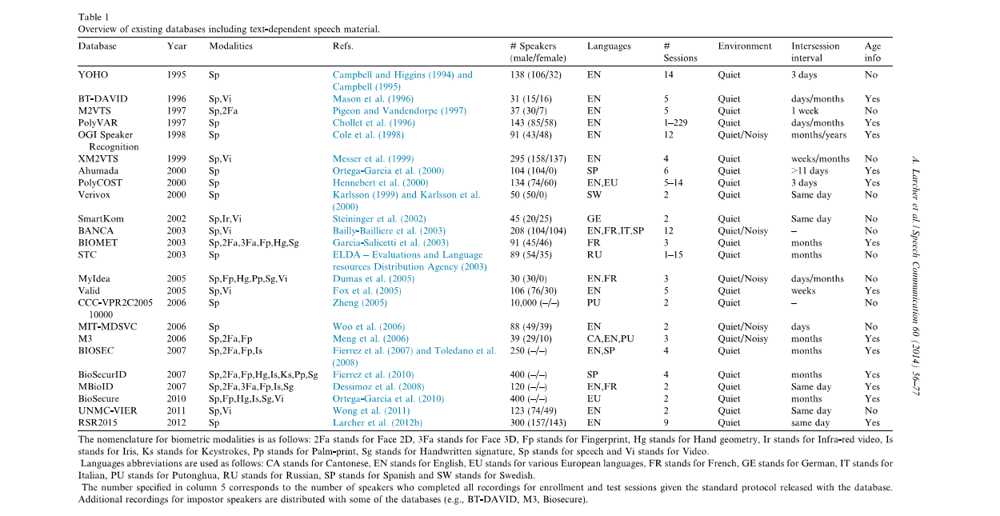 Table 1
Overview of existing databases including text-dependent speech material.
Database Year Modalities Refs. # Speakers (male/female) Languages # Sessions Environment Intersession interval Age info
YOHO 1995 Sp Campbell and Higgins (1994) and Campbell (1995) 138 (106/32) EN 14 Quiet 3 days No
BT-DAVID 1996 Sp,Vi Mason et al. (1996) 31 (15/16) EN 5 Quiet days/months Yes
M2VTS 1997 Sp,2Fa Pigeon and Vandendorpe (1997) 37 (30/7) EN 5 Quiet 1 week No
PolyVAR 1997 Sp Chollet et al. (1996) 143 (85/58) EN 1–229 Quiet days/months Yes
OGI Speaker Recognition 1998 Sp Cole et al. (1998) 91 (43/48) EN 12 Quiet/Noisy months/years Yes
XM2VTS 1999 Sp,Vi Messer et al. (1999) 295 (158/137) EN 4 Quiet weeks/months No
Ahumada 2000 Sp Ortega-Garcia et al. (2000) 104 (104/0) SP 6 Quiet >11 days Yes
PolyCOST 2000 Sp Hennebert et al. (2000) 134 (74/60) EN,EU 5–14 Quiet 3 days Yes
Verivox 2000 Sp Karlsson (1999) and Karlsson et al. (2000) 50 (50/0) SW 2 Quiet Same day No
SmartKom 2002 Sp,Ir,Vi Steininger et al. (2002) 45 (20/25) GE 2 Quiet Same day No
BANCA 2003 Sp,Vi Bailly-Bailliere et al. (2003) 208 (104/104) EN,FR,IT,SP 12 Quiet/Noisy – No
BIOMET 2003 Sp,2Fa,3Fa,Fp,Hg,Sg Garcia-Salicetti et al. (2003) 91 (45/46) FR 3 Quiet months Yes
STC 2003 Sp ELDA – Evaluations and Language resources Distribution Agency (2003) 89 (54/35) RU 1–15 Quiet months No
MyIdea 2005 Sp,Fp,Hg,Pp,Sg,Vi Dumas et al. (2005) 30 (30/0) EN,FR 3 Quiet/Noisy days/months No
Valid 2005 Sp,Vi Fox et al. (2005) 106 (76/30) EN 5 Quiet weeks Yes
CCC-VPR2C2005 10000 2006 Sp Zheng (2005) 10,000 (–/–) PU 2 Quiet – No
MIT-MDSVC 2006 Sp Woo et al. (2006) 88 (49/39) EN 2 Quiet/Noisy days No
M3 2006 Sp,2Fa,Fp Meng et al. (2006) 39 (29/10) CA,EN,PU 3 Quiet/Noisy months Yes
BIOSEC 2007 Sp,2Fa,Fp,Is Fierrez et al. (2007) and Toledano et al. (2008) 250 (–/–) EN,SP 4 Quiet months Yes
BioSecurID 2007 Sp,2Fa,Fp,Hg,Is,Ks,Pp,Sg Fierrez et al. (2010) 400 (–/–) SP 4 Quiet months Yes
MBioID 2007 Sp,2Fa,3Fa,Fp,Is,Sg Dessimoz et al. (2008) 120 (–/–) EN,FR 2 Quiet Same day Yes
BioSecure 2010 Sp,Fp,Hg,Is,Sg,Vi Ortega-Garcia et al. (2010) 400 (–/–) EU 2 Quiet months Yes
UNMC-VIER 2011 Sp,Vi Wong et al. (2011) 123 (74/49) EN 2 Quiet Same day No
RSR2015 2012 Sp Larcher et al. (2012b) 300 (157/143) EN 9 Quiet same day Yes
The nomenclature for biometric modalities is as follows: 2Fa stands for Face 2D, 3Fa stands for Face 3D, Fp stands for Fingerprint, Hg stands for Hand geometry, Ir stands for Infra-red video, Is
stands for Iris, Ks stands for Keystrokes, Pp stands for Palm-print, Sg stands for Handwritten signature, Sp stands for speech and Vi stands for Video.
Languages abbreviations are used as follows: CA stands for Cantonese, EN stands for English, EU stands for various European languages, FR stands for French, GE stands for German, IT stands for
Italian, PU stands for Putonghua, RU stands for Russian, SP stands for Spanish and SW stands for Swedish.
The number specified in column 5 corresponds to the number of speakers who completed all recordings for enrollment and test sessions given the standard protocol released with the database.
Additional recordings for impostor speakers are distributed with some of the databases (e.g., BT-DAVID, M3, Biosecure).
A. Larcher et al. / Speech Communication 60 (2014) 56–77